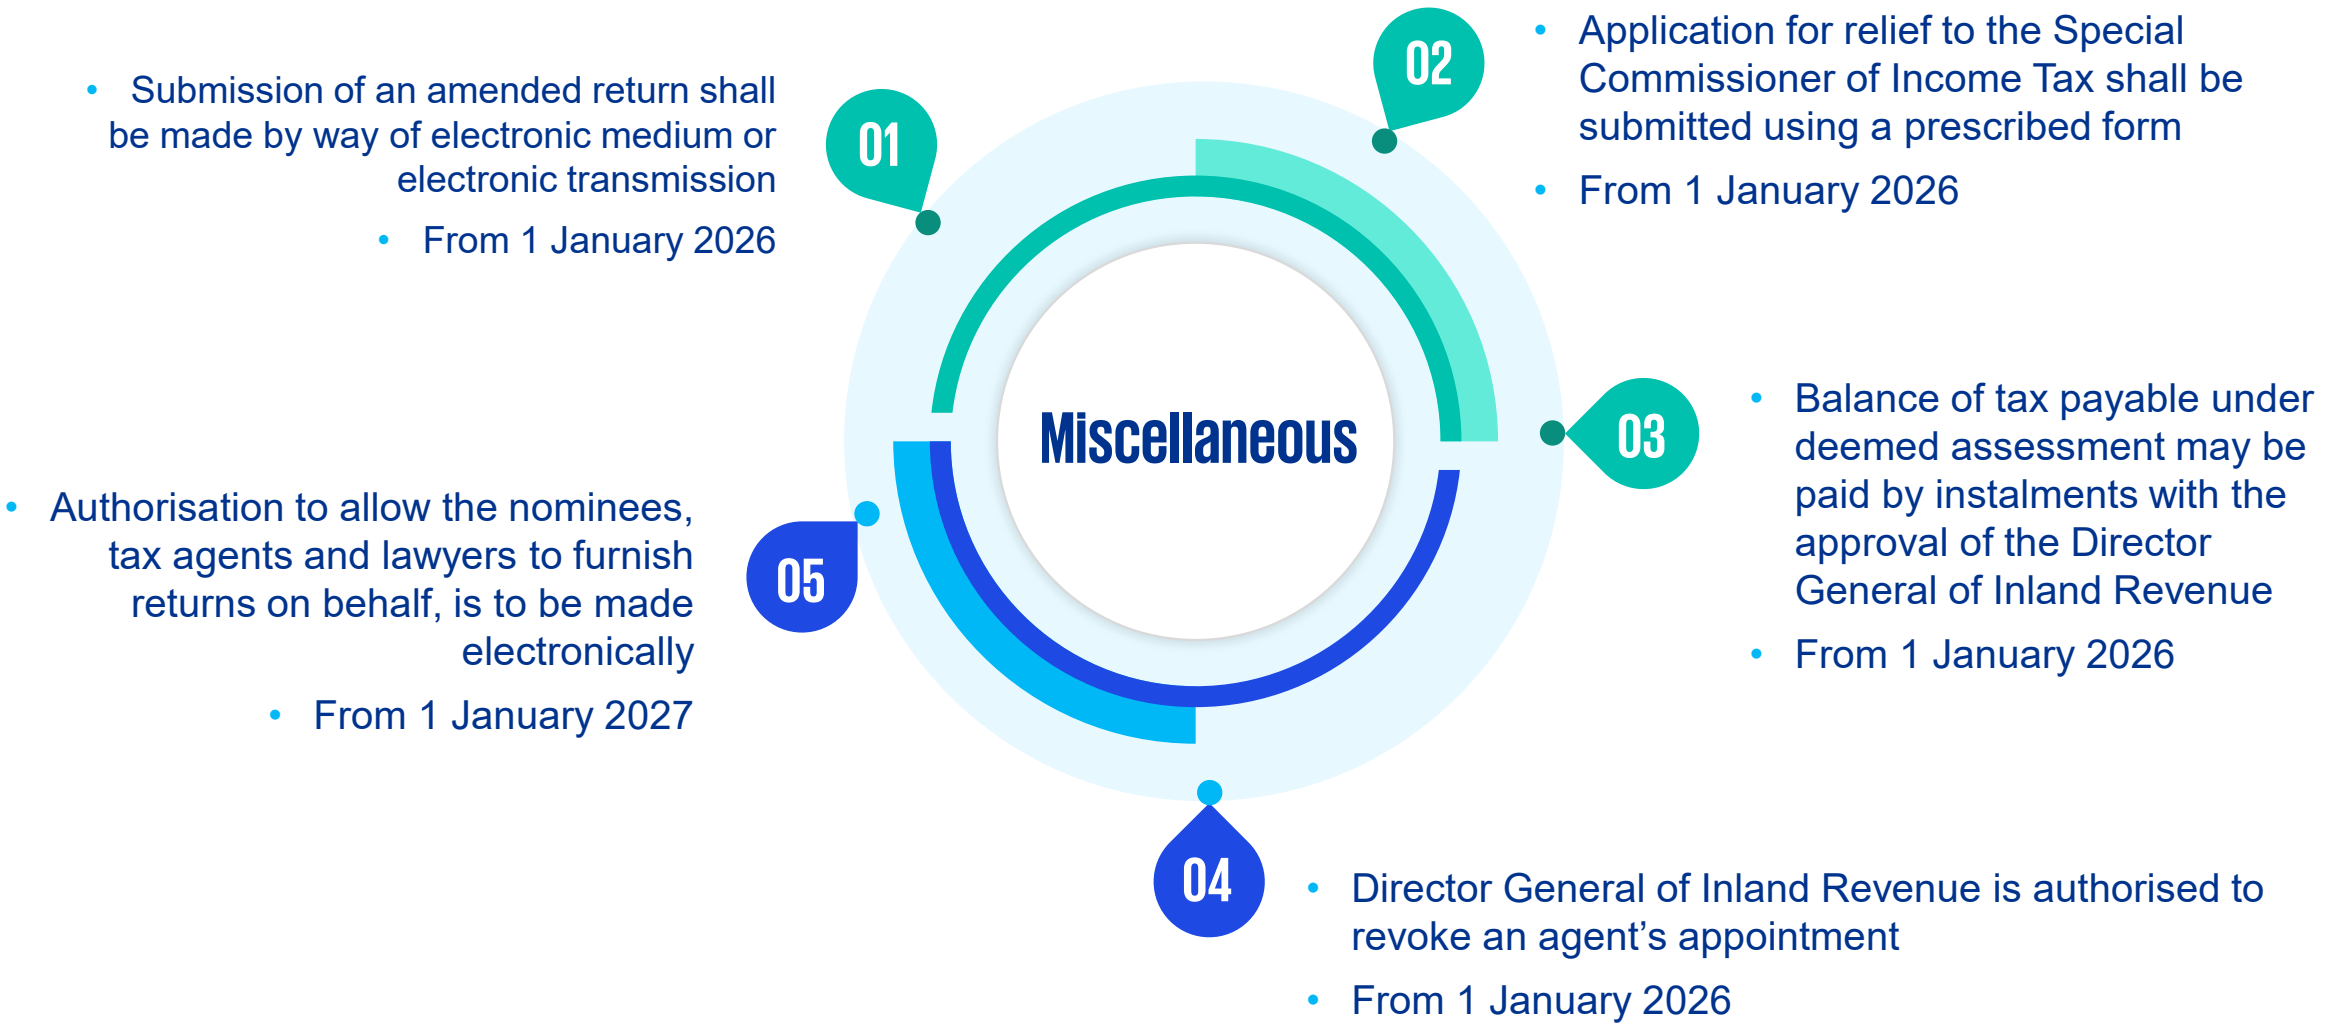 01
• Submission of an amended return shall
be made by way of electronic medium or
electronic transmission
• From 1 January 2026
02
• Application for relief to the Special
Commissioner of Income Tax shall be
submitted using a prescribed form
• From 1 January 2026
03
• Balance of tax payable under
deemed assessment may be
paid by instalments with the
approval of the Director
General of Inland Revenue
• From 1 January 2026
Miscellaneous
04
• Director General of Inland Revenue is authorised to
revoke an agent’s appointment
• From 1 January 2026
05
• Authorisation to allow the nominees,
tax agents and lawyers to furnish
returns on behalf, is to be made
electronically
• From 1 January 2027